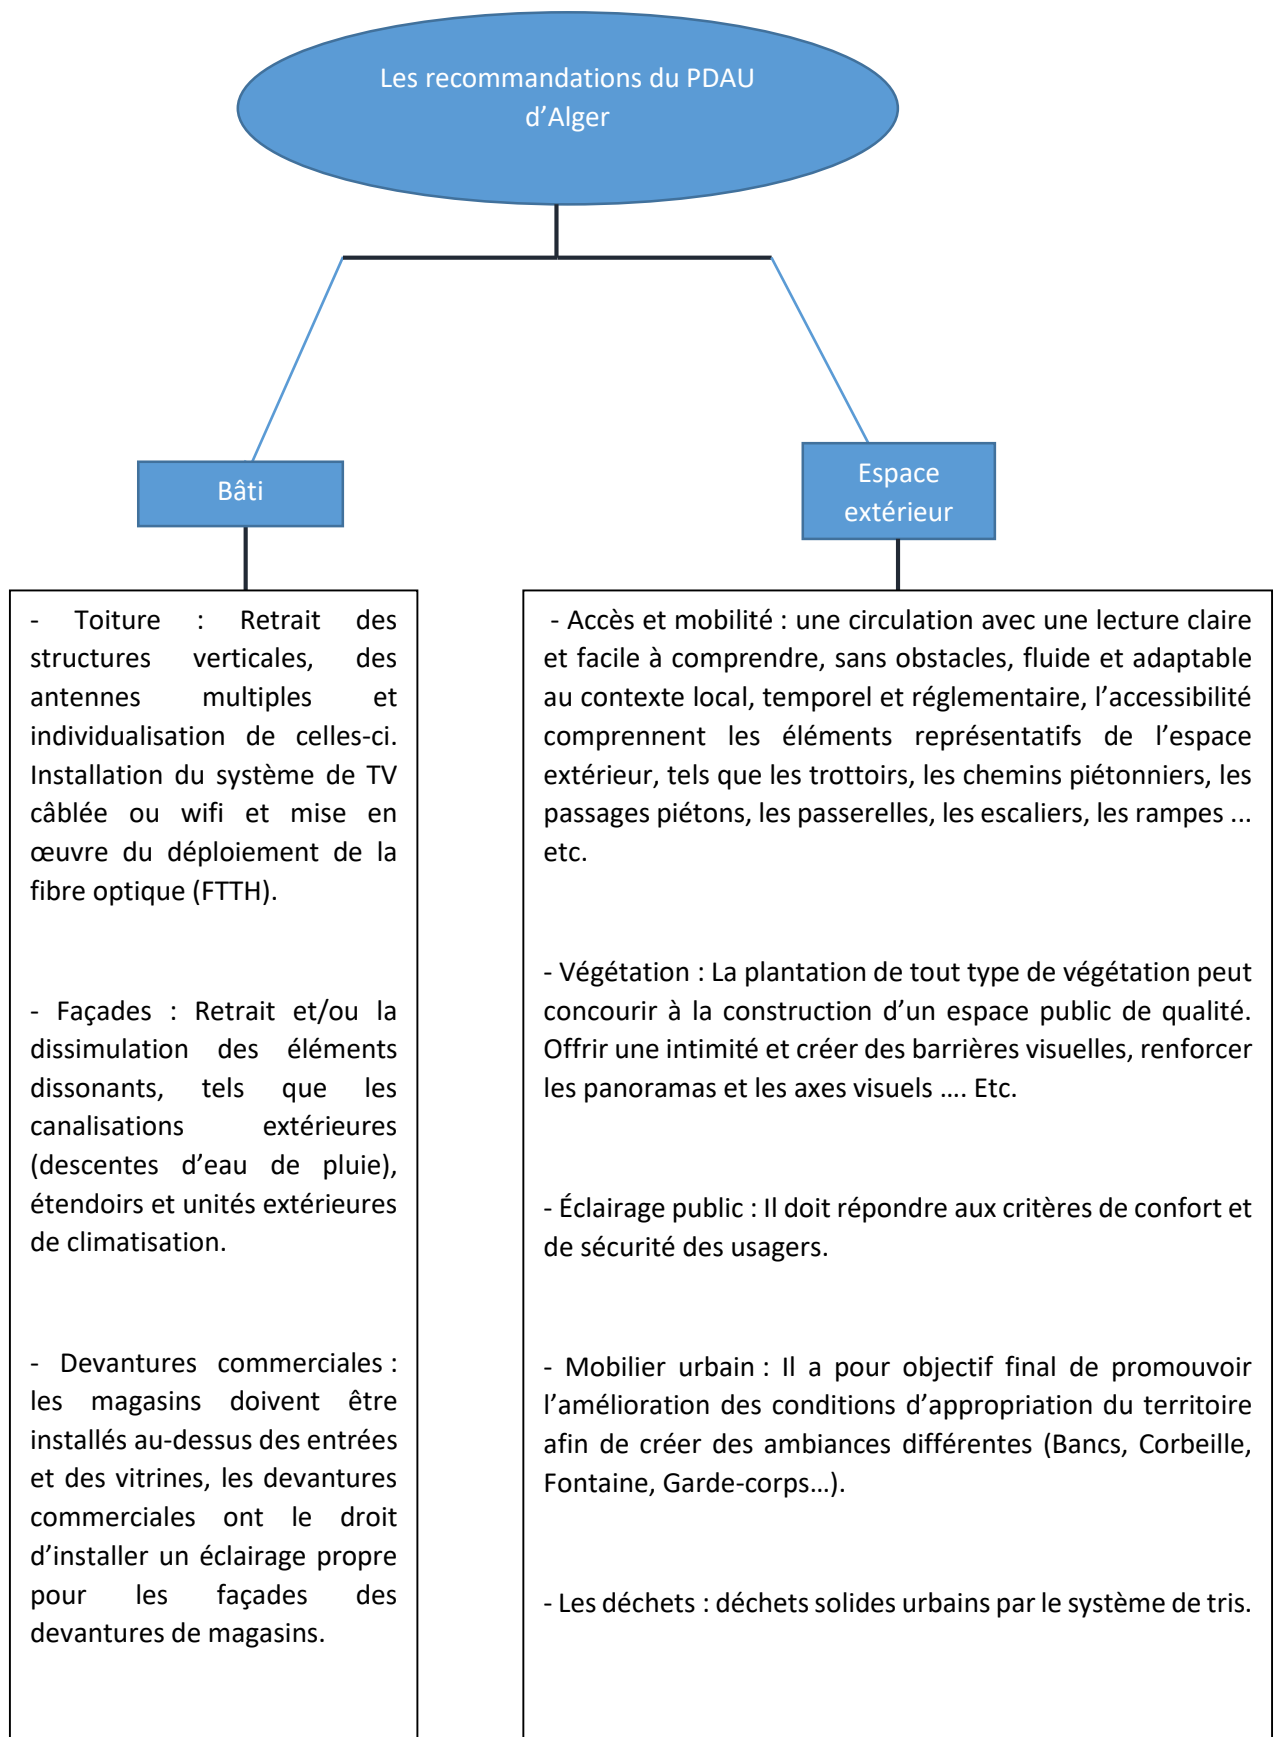 Les recommandations du PDAU
d’Alger
Bâti
Espace
extérieur
- Toiture : Retrait des
structures verticales, des
antennes multiples et
individualisation de celles-ci.
Installation du système de TV
câblée ou wifi et mise en
œuvre du déploiement de la
fibre optique (FTTH).
- Façades : Retrait et/ou la
dissimulation des éléments
dissonants, tels que les
canalisations extérieures
(descentes d’eau de pluie),
étendoirs et unités extérieures
de climatisation.
- Devantures commerciales :
les magasins doivent être
installés au-dessus des entrées
et des vitrines, les devantures
commerciales ont le droit
d’installer un éclairage propre
pour les façades des
devantures de magasins.
- Accès et mobilité : une circulation avec une lecture claire
et facile à comprendre, sans obstacles, fluide et adaptable
au contexte local, temporel et réglementaire, l’accessibilité
comprennent les éléments représentatifs de l’espace
extérieur, tels que les trottoirs, les chemins piétonniers, les
passages piétons, les passerelles, les escaliers, les rampes ...
etc.
- Végétation : La plantation de tout type de végétation peut
concourir à la construction d’un espace public de qualité.
Offrir une intimité et créer des barrières visuelles, renforcer
les panoramas et les axes visuels .... Etc.
- Éclairage public : Il doit répondre aux critères de confort et
de sécurité des usagers.
- Mobilier urbain : Il a pour objectif final de promouvoir
l’amélioration des conditions d’appropriation du territoire
afin de créer des ambiances différentes (Bancs, Corbeille,
Fontaine, Garde-corps…).
- Les déchets : déchets solides urbains par le système de tris.